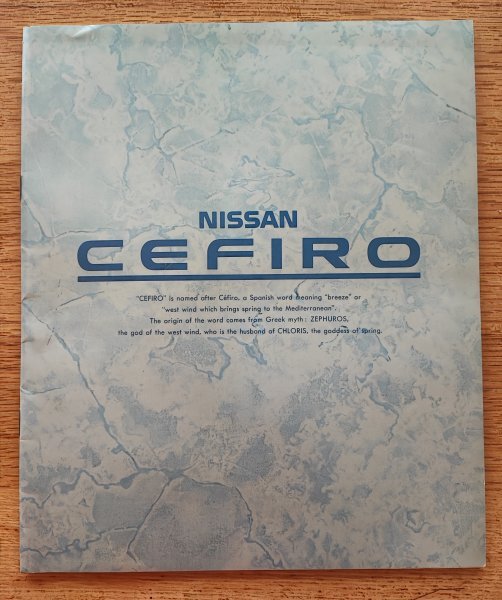 NISSAN
CEFIRO
"CEFIRO" is named after Céfiro, a Spanish word meaning "breeze" or
"west wind which brings spring to the Mediterranean".
The origin of the word comes from Greek myth: ZEPHUROS,
the god of the west wind, who is the husband of CHLORIS, the goddess of spring.